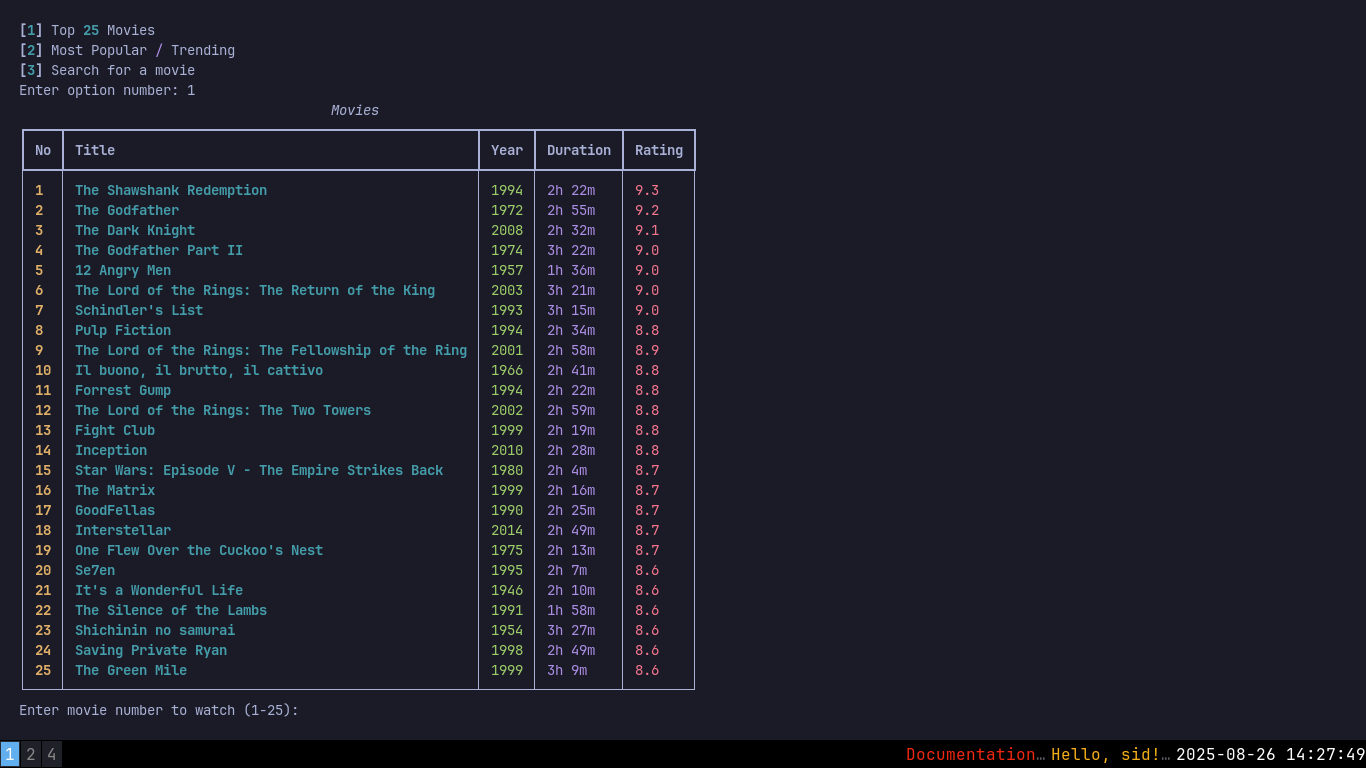 [1] Top 25 Movies
[2] Most Popular / Trending
[3] Search for a movie
Enter option number: 1
Movies
No Title Year Duration Rating
1 The Shawshank Redemption 1994 2h 22m 9.3
2 The Godfather 1972 2h 55m 9.2
3 The Dark Knight 2008 2h 32m 9.1
4 The Godfather Part II 1974 3h 22m 9.0
5 12 Angry Men 1957 1h 36m 9.0
6 The Lord of the Rings: The Return of the King 2003 3h 21m 9.0
7 Schindler's List 1993 3h 15m 9.0
8 Pulp Fiction 1994 2h 34m 8.8
9 The Lord of the Rings: The Fellowship of the Ring 2001 2h 58m 8.9
10 Il buono, il brutto, il cattivo 1966 2h 41m 8.8
11 Forrest Gump 1994 2h 22m 8.8
12 The Lord of the Rings: The Two Towers 2002 2h 59m 8.8
13 Fight Club 1999 2h 19m 8.8
14 Inception 2010 2h 28m 8.8
15 Star Wars: Episode V - The Empire Strikes Back 1980 2h 4m 8.7
16 The Matrix 1999 2h 16m 8.7
17 GoodFellas 1990 2h 25m 8.7
18 Interstellar 2014 2h 49m 8.7
19 One Flew Over the Cuckoo's Nest 1975 2h 13m 8.7
20 Se7en 1995 2h 7m 8.6
21 It's a Wonderful Life 1946 2h 10m 8.6
22 The Silence of the Lambs 1991 1h 58m 8.6
23 Shichinin no samurai 1954 3h 27m 8.6
24 Saving Private Ryan 1998 2h 49m 8.6
25 The Green Mile 1999 3h 9m 8.6
Enter movie number to watch (1-25):
1 2 4 Documentation… Hello, sid!… 2025-08-26 14:27:49